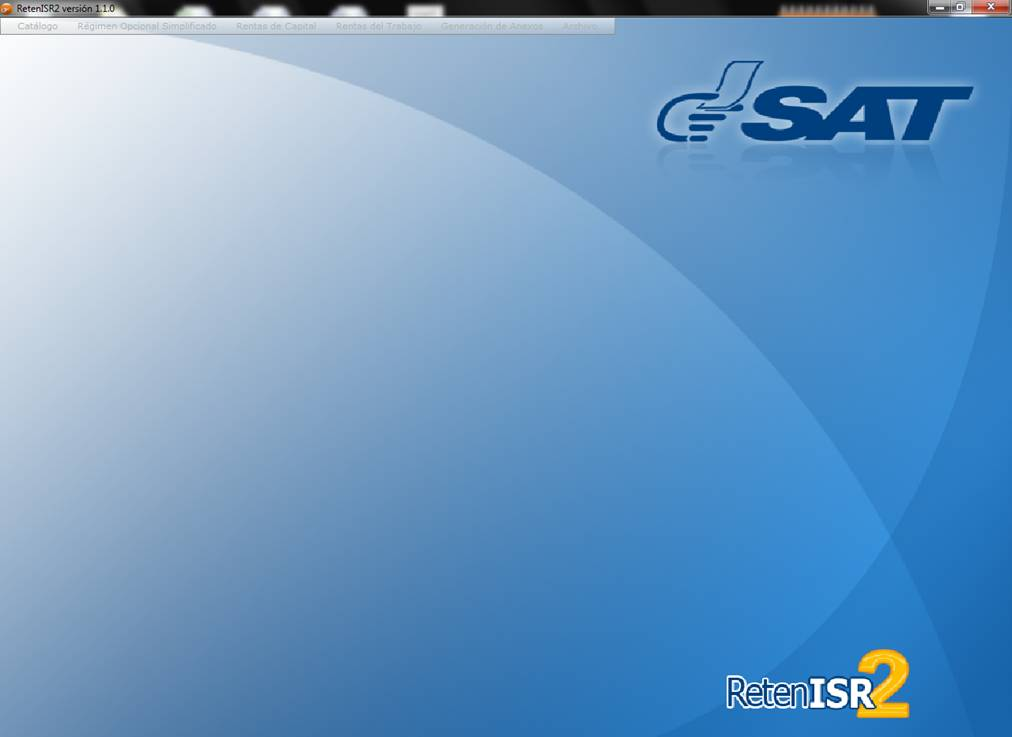 RetenISR2 versión 1.1.0
Catálogo Régimen Opcional Simplificado Rentas de Capital Rentas del Trabajo Generación de Anexos Archivo
SAT
RetenISR2